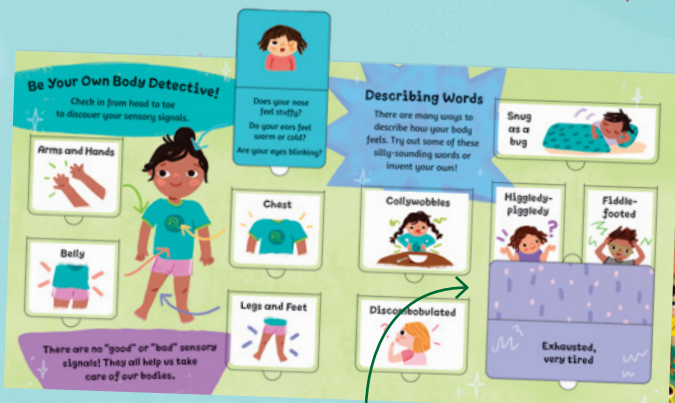 Be Your Own Body Detective!
Check in from head to toe
to discover your sensory signals.
Arms and Hands
Belly
There are no "good" or "bad" sensory
signals! They all help us take
care of our bodies.
Does your nose
feel stuffy?
Do your ears feel
warm or cold?
Are your eyes blinking?
Chest
Legs and Feet
Describing Words
There are many ways to
describe how your body
feels. Try out some of these
silly-sounding words or
invent your own!
Collywobbles
Discombobulated
Snug
as a
bug
Higgledy-
piggledy
Fiddle-
footed
Exhausted,
very tired